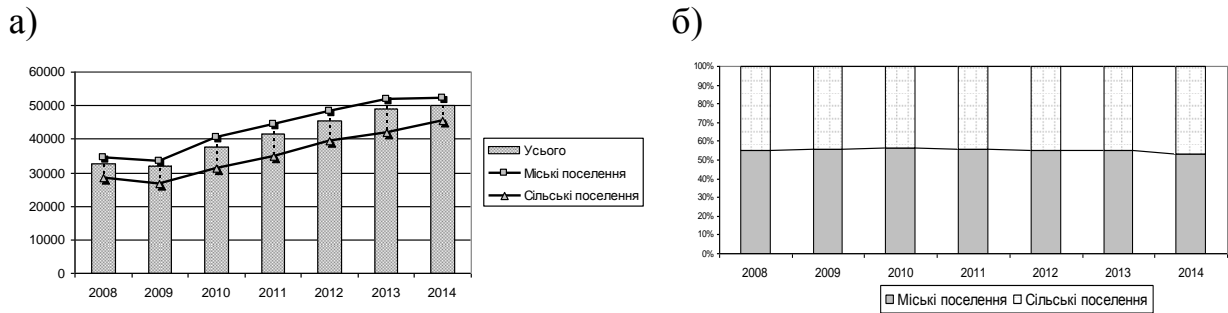 а)
60000
50000
40000
30000
20000
10000
0
2008 2009 2010 2011 2012 2013 2014
Усього
Міські поселення
Сільські поселення
б)
100%
90%
80%
70%
60%
50%
40%
30%
20%
10%
0%
2008 2009 2010 2011 2012 2013 2014
Міські поселення Сільські поселення